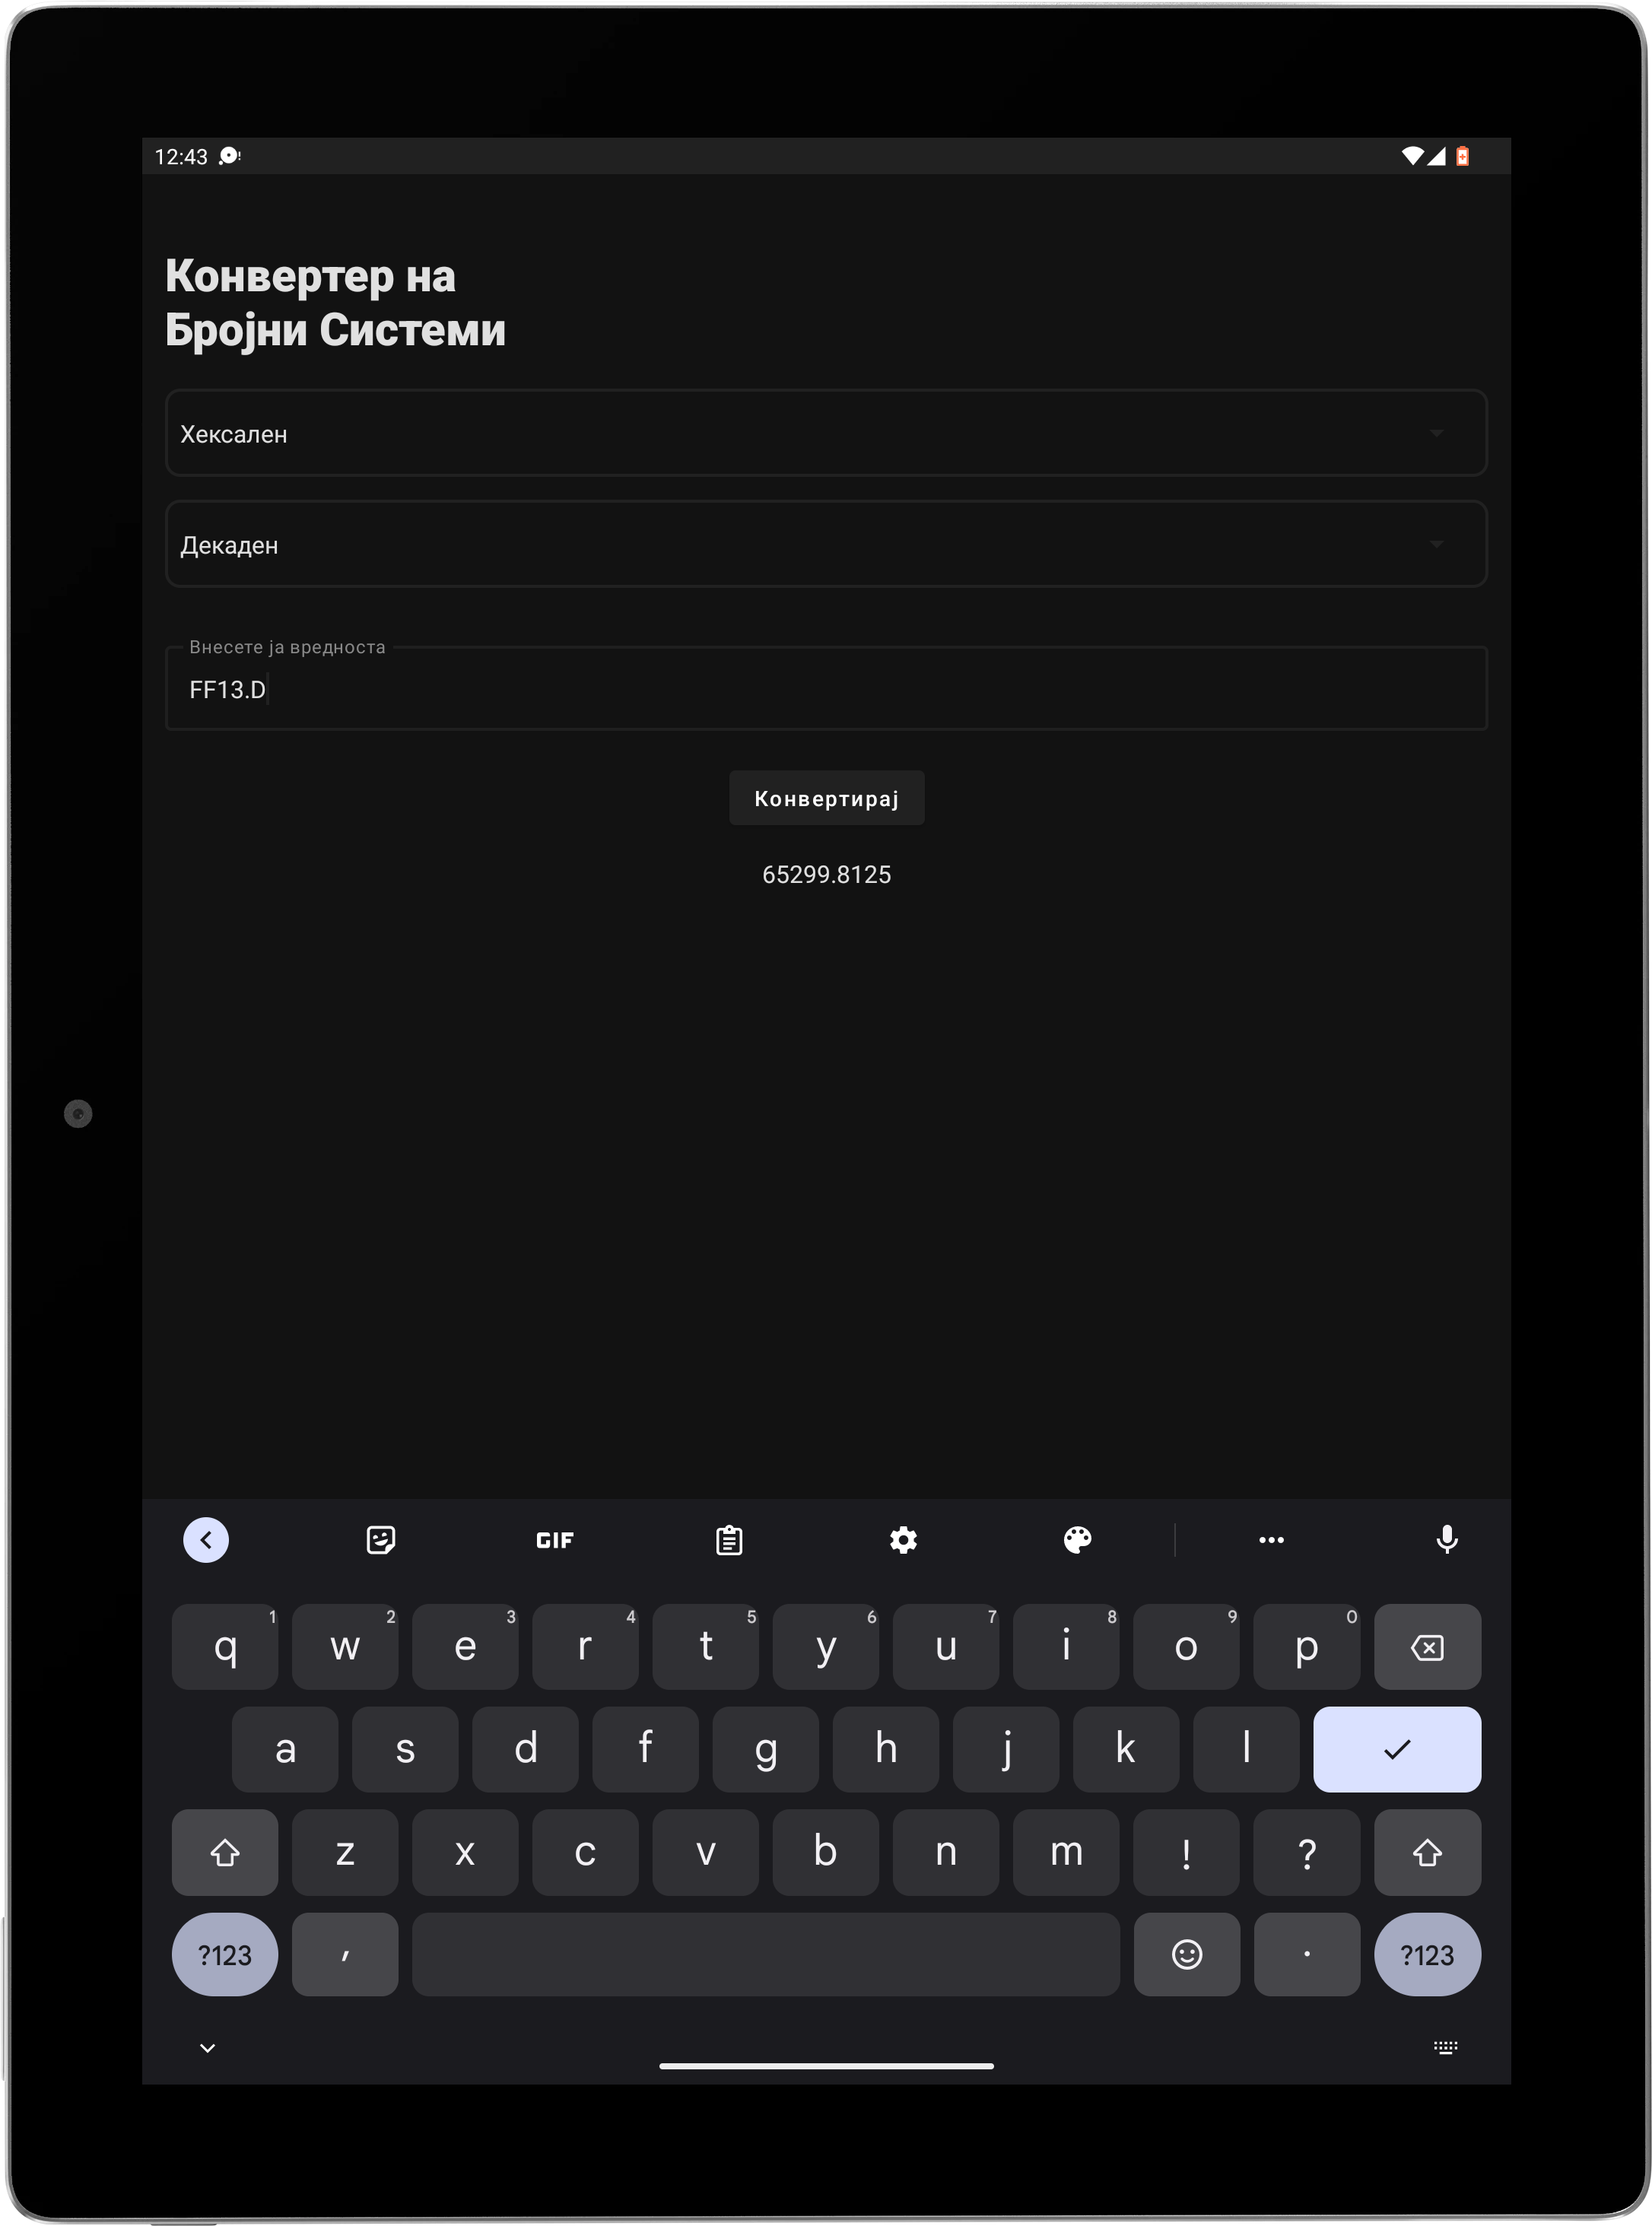 12:43
Конвертер на
Бројни Системи
Хексален
Декаден
Внесете ја вредноста
FF13.D
Конвертирај
65299.8125
GIF
q 1 w 2 e 3 r 4 t 5 y 6 u 7 i 8 o 9 p 0
a s d f g h j k l
z x c v b n m ! ?
?123 , . ?123